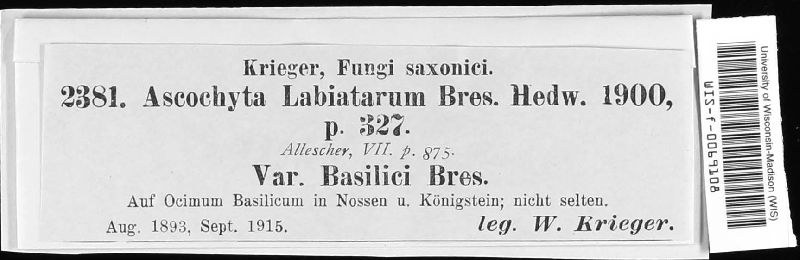 Krieger, Fungi saxonici.
2381. Ascochyta Labiatarum Bres. Hedw. 1900,
p. 327.
Allescher, VII. p. 875.
Var. Basilici Bres.
Auf Ocimum Basilicum in Nossen u. Königstein; nicht selten.
Aug. 1893, Sept. 1915.
leg. W. Krieger.
University of Wisconsin-Madison (WIS)
WIS-f-0069108